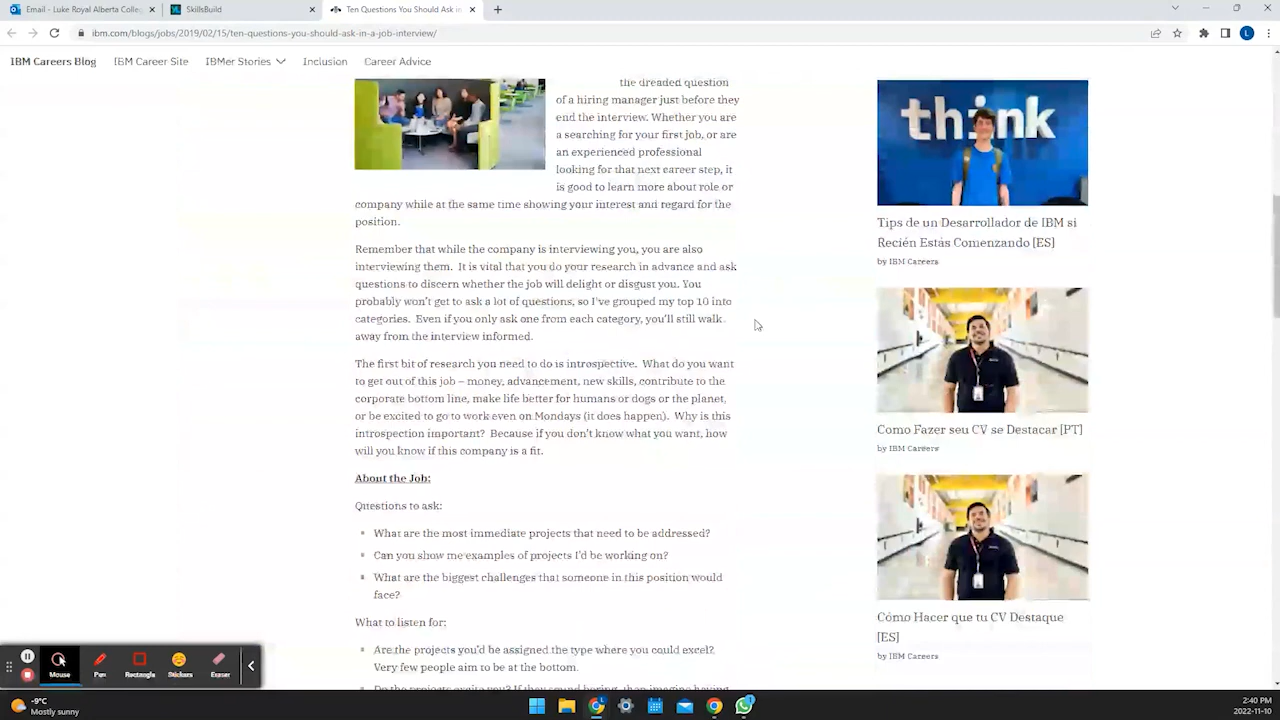 Email - Luke Royal Alberta Colleg
SkillsBuild
Ten Questions You Should Ask in
ibm.com/blogs/jobs/2019/02/15/ten-questions-you-should-ask-in-a-job-interview/
L
IBM Careers Blog
IBM Career Site
IBMer Stories
Inclusion
Career Advice
the dreaded question
of a hiring manager just before they
end the interview. Whether you are
a searching for your first job, or are
an experienced professional
looking for that next career step, it
is good to learn more about role or
company while at the same time showing your interest and regard for the
position.
Remember that while the company is interviewing you, you are also
interviewing them. It is vital that you do your research in advance and ask
questions to discern whether the job will delight or disgust you. You
probably won't get to ask a lot of questions, so I've grouped my top 10 into
categories. Even if you only ask one from each category, you'll still walk
away from the interview informed.
The first bit of research you need to do is introspective. What do you want
to get out of this job – money, advancement, new skills, contribute to the
corporate bottom line, make life better for humans or dogs or the planet,
or be excited to go to work even on Mondays (it does happen). Why is this
introspection important? Because if you don't know what you want, how
will you know if this company is a fit.
About the Job:
Questions to ask:
What are the most immediate projects that need to be addressed?
Can you show me examples of projects I'd be working on?
What are the biggest challenges that someone in this position would
face?
What to listen for:
Are the projects you'd be assigned the type where you could excel?
Very few people aim to be at the bottom.
Do the projects excite you? If they sound boring, then imagine having
think
Tips de un Desarrollador de IBM si
Recién Estás Comenzando [ES]
by IBM Careers
Como Fazer seu CV se Destacar [PT]
by IBM Careers
Cómo Hacer que tu CV Destaque
[ES]
by IBM Careers
Mouse
Pen
Rectangle
Stickers
Eraser
-9°C
Mostly sunny
2:40 PM
2022-11-10